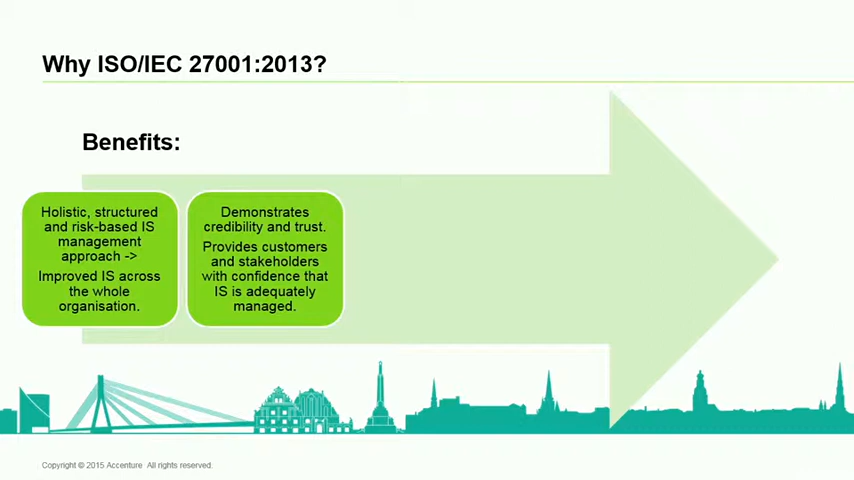 Why ISO/IEC 27001:2013?
Benefits:
Holistic, structured
and risk-based IS
management
approach ->
Improved IS across
the whole
organisation.
Demonstrates
credibility and trust.
Provides customers
and stakeholders
with confidence that
IS is adequately
managed.
Copyright © 2015 Accenture All rights reserved.